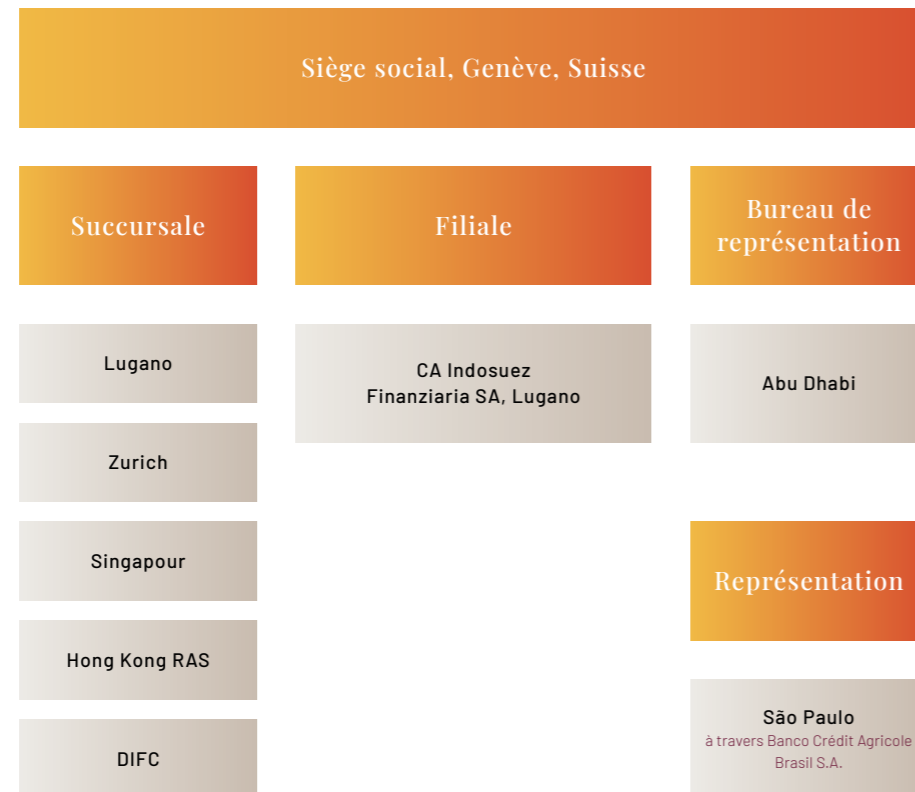 Siège social, Genève, Suisse
Succursale
Lugano
Zurich
Singapour
Hong Kong RAS
DIFC
Filiale
CA Indosuez
Finanziaria SA, Lugano
Bureau de
représentation
Abu Dhabi
Représentation
São Paulo
à travers Banco Crédit Agricole
Brasil S.A.